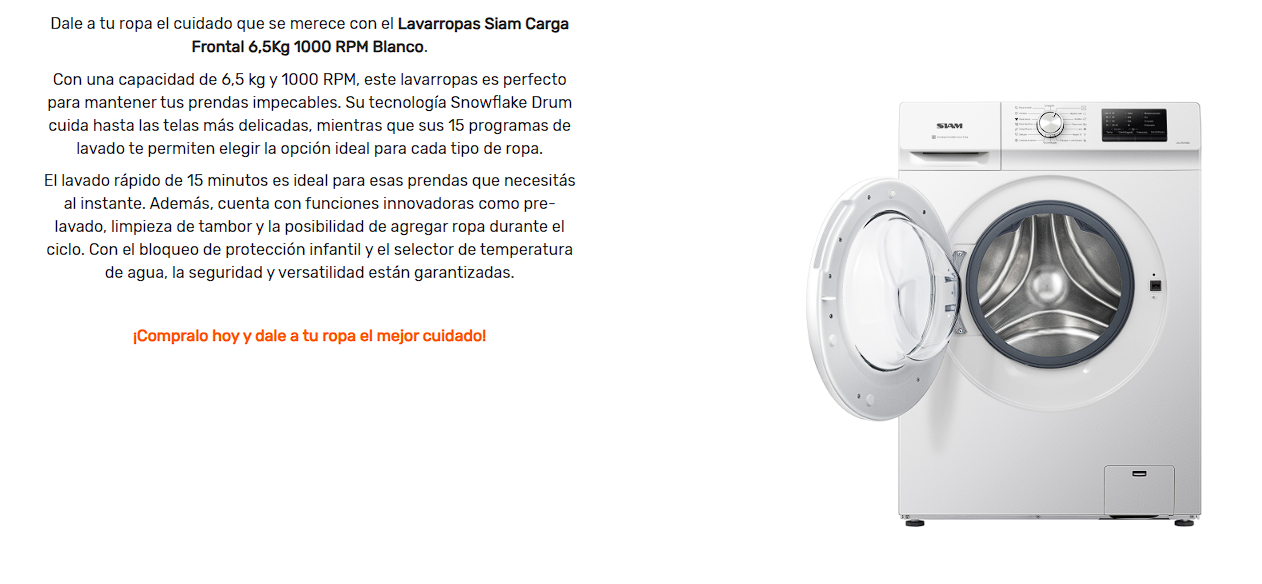 Dale a tu ropa el cuidado que se merece con el Lavarropas Siam Carga
Frontal 6,5Kg 1000 RPM Blanco.
Con una capacidad de 6,5 kg y 1000 RPM, este lavarropas es perfecto
para mantener tus prendas impecables. Su tecnología Snowflake Drum
cuida hasta las telas más delicadas, mientras que sus 15 programas de
lavado te permiten elegir la opción ideal para cada tipo de ropa.
El lavado rápido de 15 minutos es ideal para esas prendas que necesitás
al instante. Además, cuenta con funciones innovadoras como pre-
lavado, limpieza de tambor y la posibilidad de agregar ropa durante el
ciclo. Con el bloqueo de protección infantil y el selector de temperatura
de agua, la seguridad y versatilidad están garantizadas.
¡Compralo hoy y dale a tu ropa el mejor cuidado!
SIAM